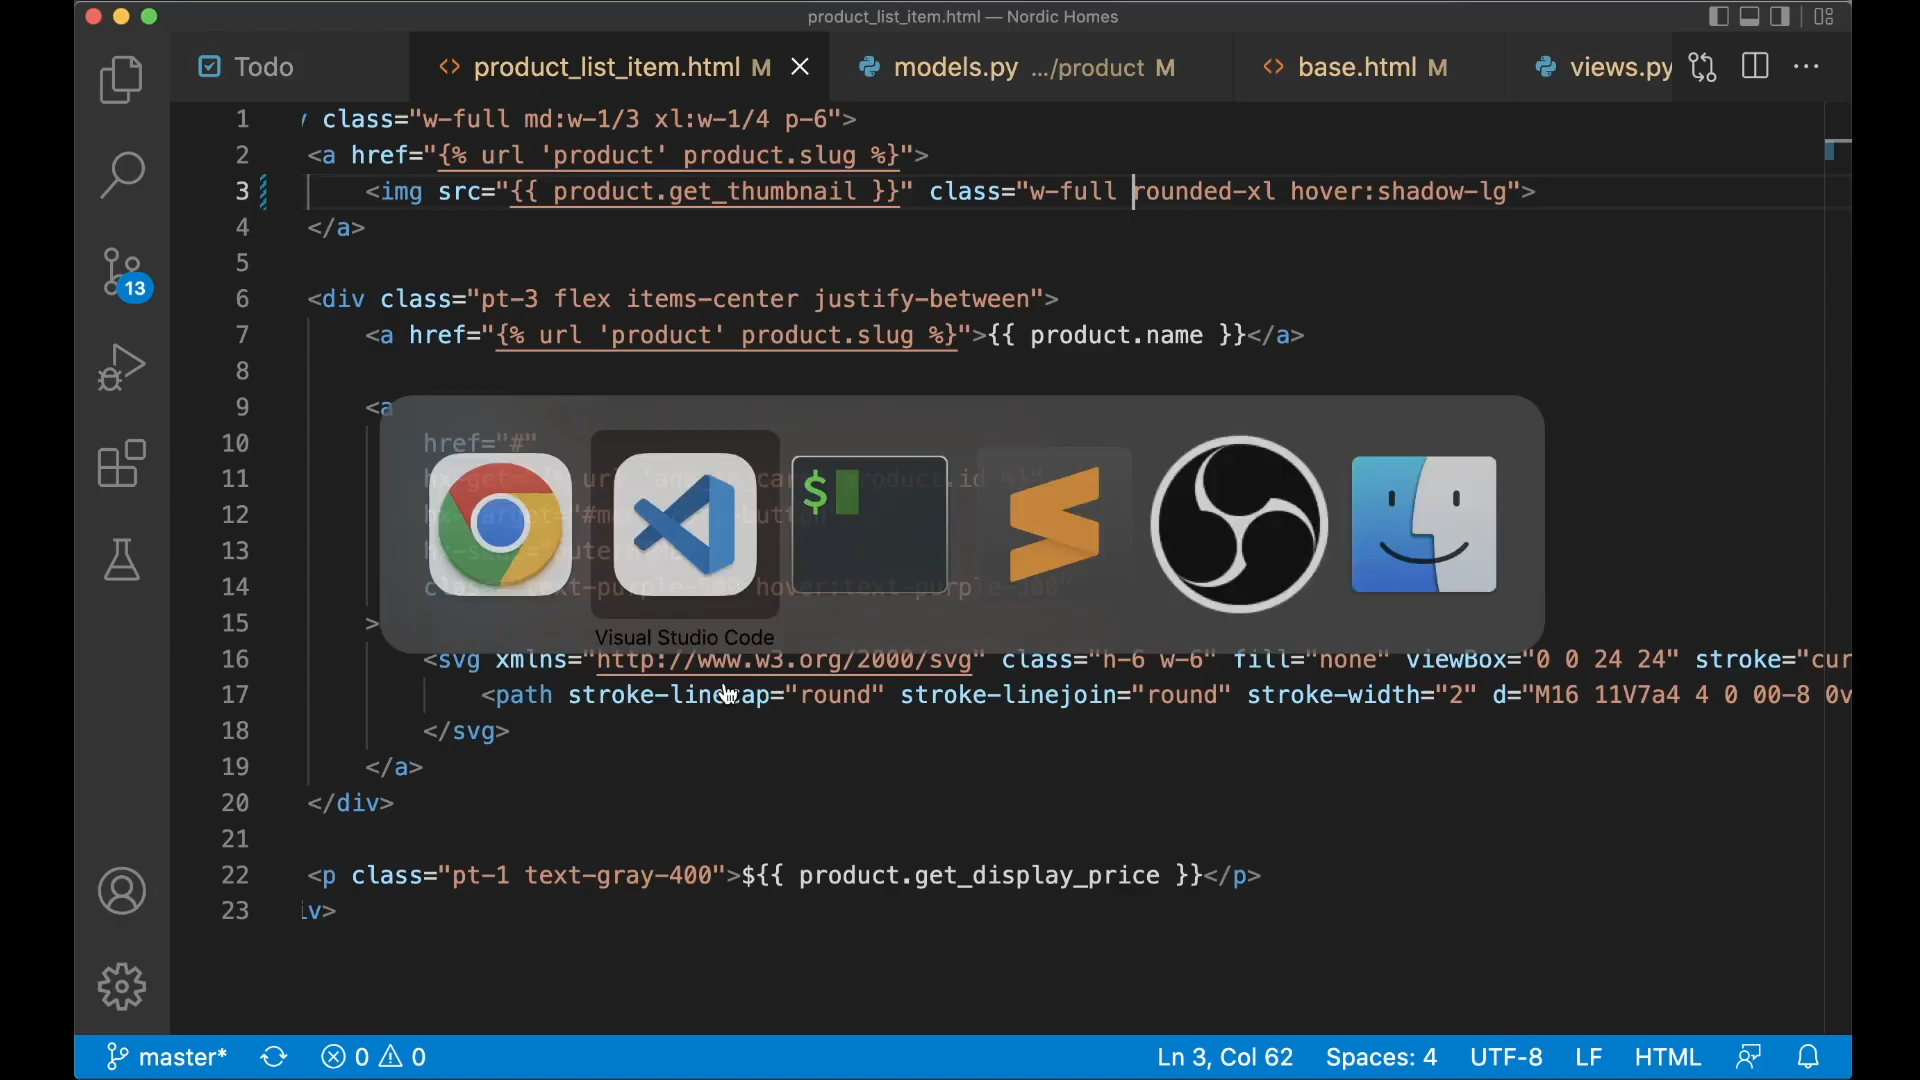 product_list_item.html — Nordic Homes
Todo
product_list_item.html M
models.py .../product M
base.html M
views.py
1 class="w-full md:w-1/3 xl:w-1/4 p-6">
2 <a href="{% url 'product' product.slug %}">
3 <img src="{{ product.get_thumbnail }}" class="w-full rounded-xl hover:shadow-lg">
4 </a>
5
6 <div class="pt-3 flex items-center justify-between">
7 <a href="{% url 'product' product.slug %}">{{ product.name }}</a>
8
9 <a
10 href="#"
11
12
13
14
15 >
16 <svg xmlns="http://www.w3.org/2000/svg" class="h-6 w-6" fill="none" viewBox="0 0 24 24" stroke="cur
17 <path stroke-linecap="round" stroke-linejoin="round" stroke-width="2" d="M16 11V7a4 4 0 00-8 0v
18 </svg>
19 </a>
20 </div>
21
22 <p class="pt-1 text-gray-400">${{ product.get_display_price }}</p>
23 iv>
$
Visual Studio Code
13
master* 0 0
Ln 3, Col 62 Spaces: 4 UTF-8 LF HTML